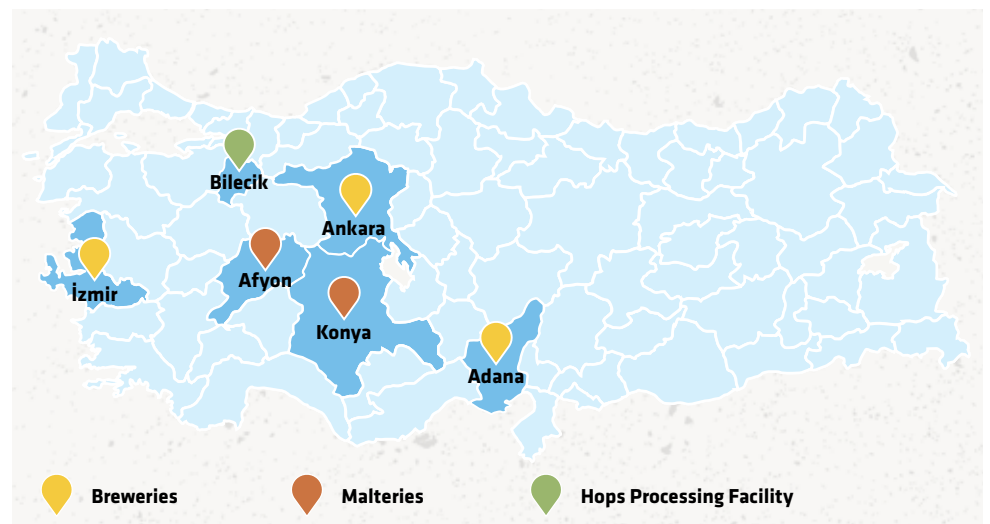 Bilecik
Ankara
Afyon
İzmir
Konya
Adana
Breweries
Malteries
Hops Processing Facility